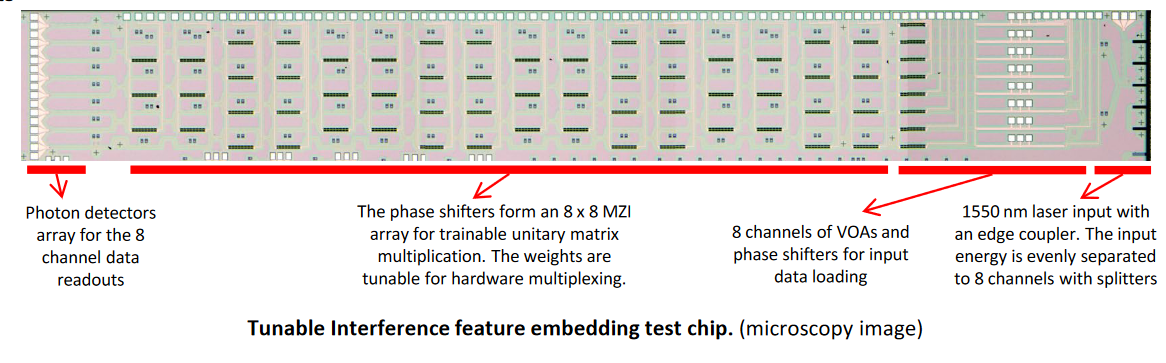 Photon detectors
array for the 8
channel data
readouts
The phase shifters form an 8 x 8 MZI
array for trainable unitary matrix
multiplication. The weights are
tunable for hardware multiplexing.
8 channels of VOAs and
phase shifters for input
data loading
1550 nm laser input with
an edge coupler. The input
energy is evenly separated
to 8 channels with splitters
Tunable Interference feature embedding test chip. (microscopy image)